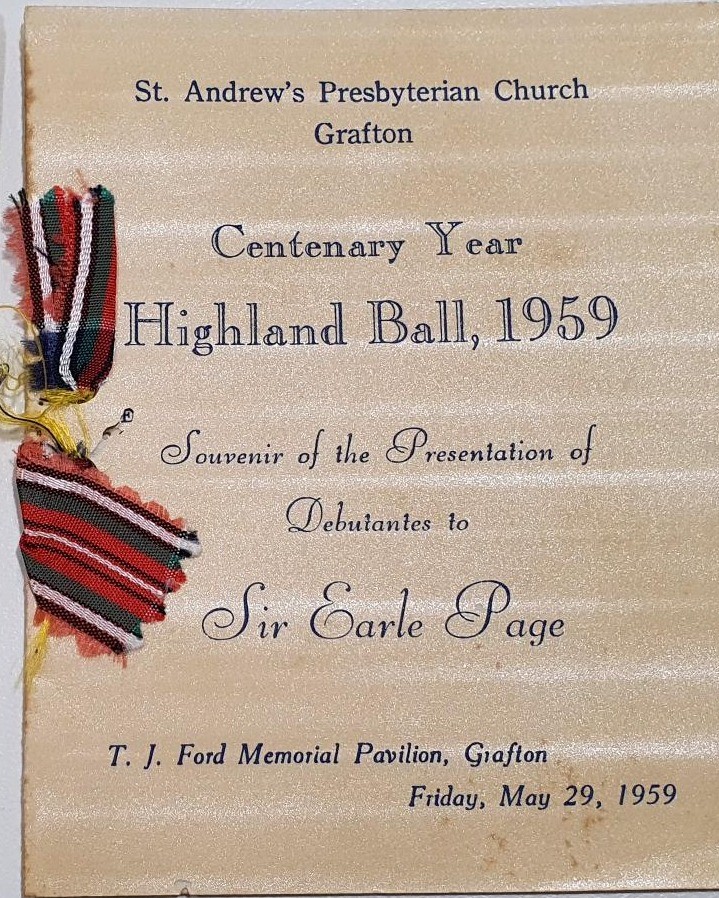 St. Andrew's Presbyterian Church
Grafton
Centenary Year
Highland Ball, 1959
Souvenir of the Presentation of
Debutantes to
Sir Earle Page
T. J. Ford Memorial Pavilion, Grafton
Friday, May 29, 1959